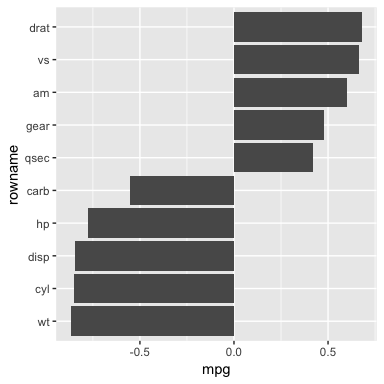 drat
vs
am
gear
qsec
carb
hp
disp
cyl
wt
rowname
-0.5 0.0 0.5
mpg